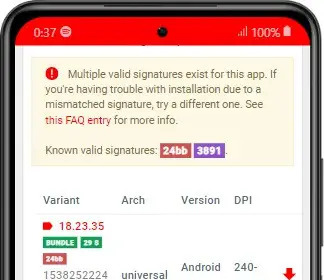 0:37 100%
Multiple valid signatures exist for this app. If
you're having trouble with installation due to a
mismatched signature, try a different one. See
this FAQ entry for more info.
Known valid signatures: 24bb 3891.
Variant Arch Version DPI
18.23.35
BUNDLE 29 S
24bb
1538252224 universal Android 240-